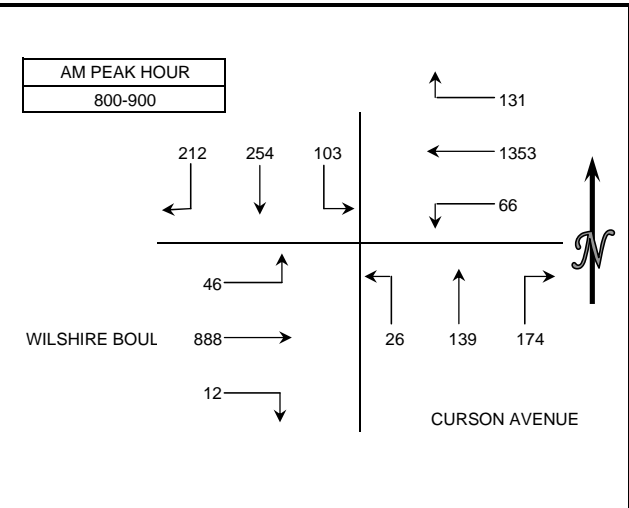 AM PEAK HOUR
800-900
131
212 254 103
1353
66
N
46
WILSHIRE BOUL
888
26 139 174
12
CURSON AVENUE